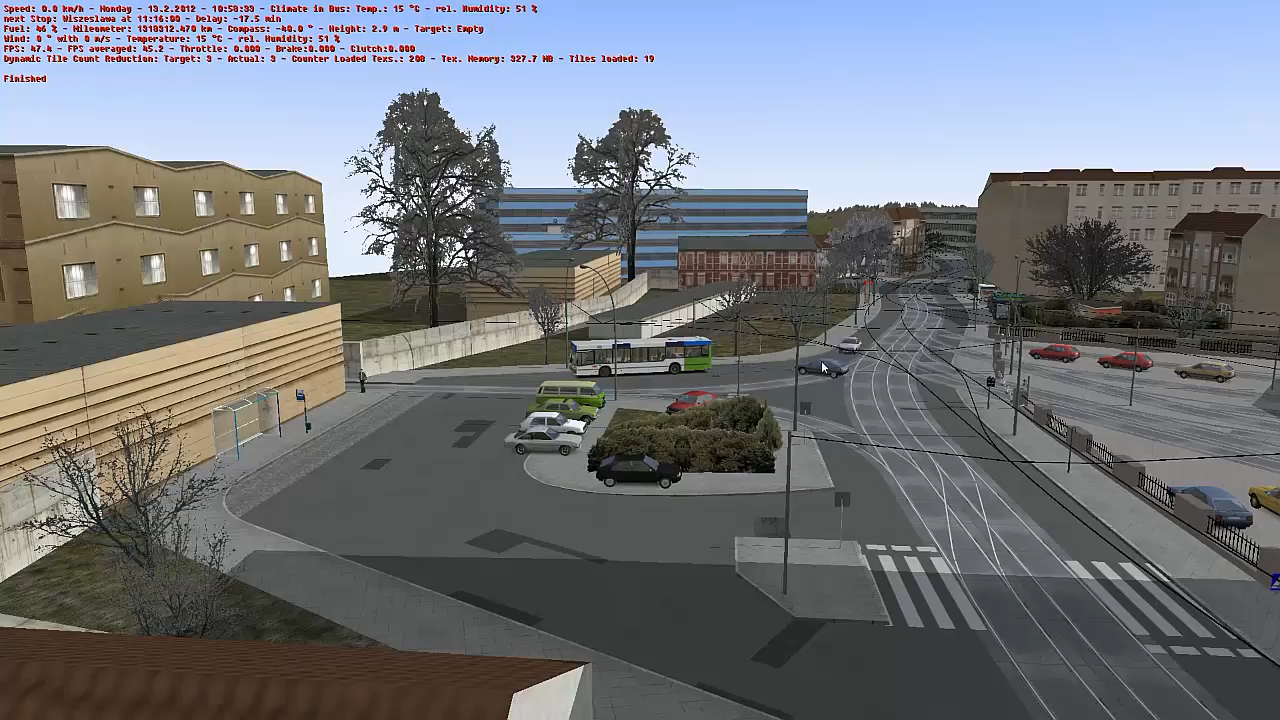 Speed: 0.0 km/h - Monday - 13.2.2012 - 10:58:33 - Climate in Bus: Temp.: 15 °C - rel. Humidity: 51 %
next Stop: Wiszeslawa at 11:16:00 - Delay: -17.5 min
Fuel: 46 % - Kilometer: 1310312.470 km - Compass: -40.0 ° - Height: 2.9 m - Target: Empty
Wind: 0 ° with 0 m/s - Temperature: 15 °C - rel. Humidity: 51 %
FPS: 47.4 - FPS averaged: 45.2 - Throttle: 0.000 - Brake:0.000 - Clutch:0.000
Dynamic Tile Count Reduction: Target: 3 - Actual: 3 - Counter Loaded Texs.: 208 - Tex. Memory: 327.7 MB - Tiles loaded: 19
Finished